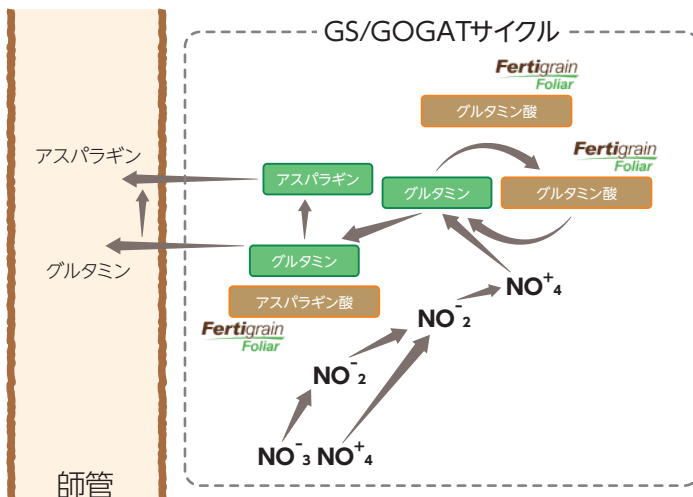 GS/GOGATサイクル
Fertigrain
Foliar
グルタミン酸
Fertigrain
Foliar
アスパラギン
アスパラギン
グルタミン
グルタミン酸
グルタミン
グルタミン
アスパラギン酸
Fertigrain
Foliar
NO⁺₄
NO⁻₂
NO⁻₂
NO⁻₃
NO⁺₄
師管